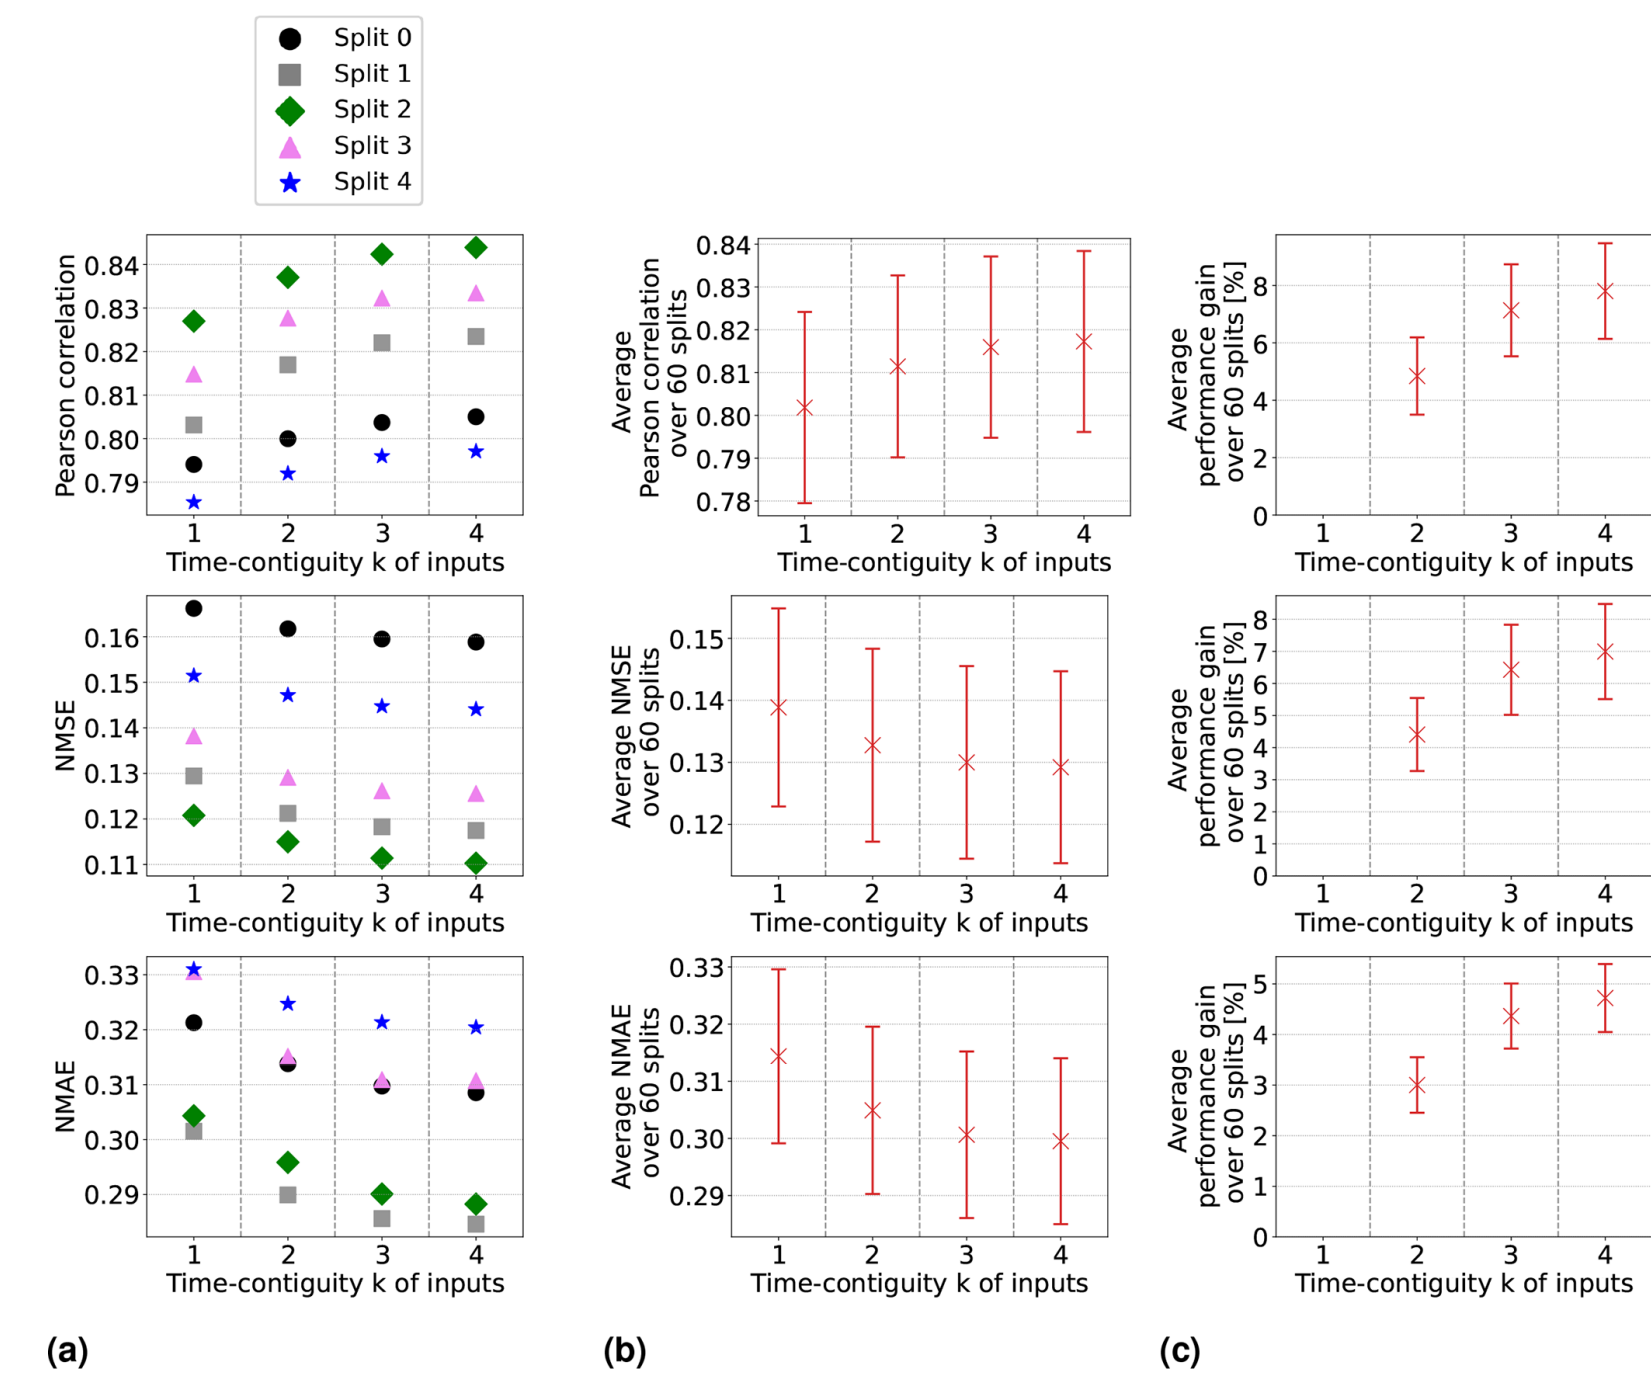 Split 0
Split 1
Split 2
Split 3
Split 4
Pearson correlation
0.84
0.83
0.82
0.81
0.80
0.79
1 2 3 4
Time-contiguity k of inputs
Average
Pearson correlation
over 60 splits
0.84
0.83
0.82
0.81
0.80
0.79
0.78
1 2 3 4
Time-contiguity k of inputs
Average
performance gain
over 60 splits [%]
8
6
4
2
0
1 2 3 4
Time-contiguity k of inputs
NMSE
0.16
0.15
0.14
0.13
0.12
0.11
1 2 3 4
Time-contiguity k of inputs
Average NMSE
over 60 splits
0.15
0.14
0.13
0.12
1 2 3 4
Time-contiguity k of inputs
Average
performance gain
over 60 splits [%]
8
7
6
5
4
3
2
1
0
1 2 3 4
Time-contiguity k of inputs
NMAE
0.33
0.32
0.31
0.30
0.29
1 2 3 4
Time-contiguity k of inputs
Average NMAE
over 60 splits
0.33
0.32
0.31
0.30
0.29
1 2 3 4
Time-contiguity k of inputs
Average
performance gain
over 60 splits [%]
5
4
3
2
1
0
1 2 3 4
Time-contiguity k of inputs
(a)
(b)
(c)